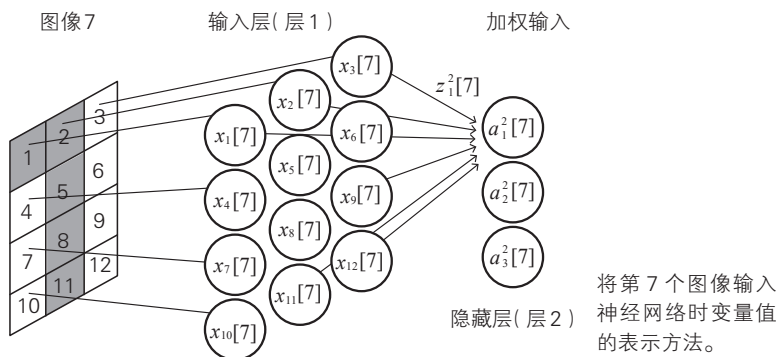 图像7
输入层(层1)
加权输入
x₃[7]
z₁²[7]
x₂[7]
x₁[7]
x₆[7]
a₁²[7]
x₅[7]
x₄[7]
x₉[7]
a₂²[7]
x₈[7]
x₇[7]
x₁₂[7]
a₃²[7]
x₁₁[7]
x₁₀[7]
1 2 3
4 5 6
7 8 9
10 11 12
隐藏层(层2)
将第7个图像输入
神经网络时变量值
的表示方法。